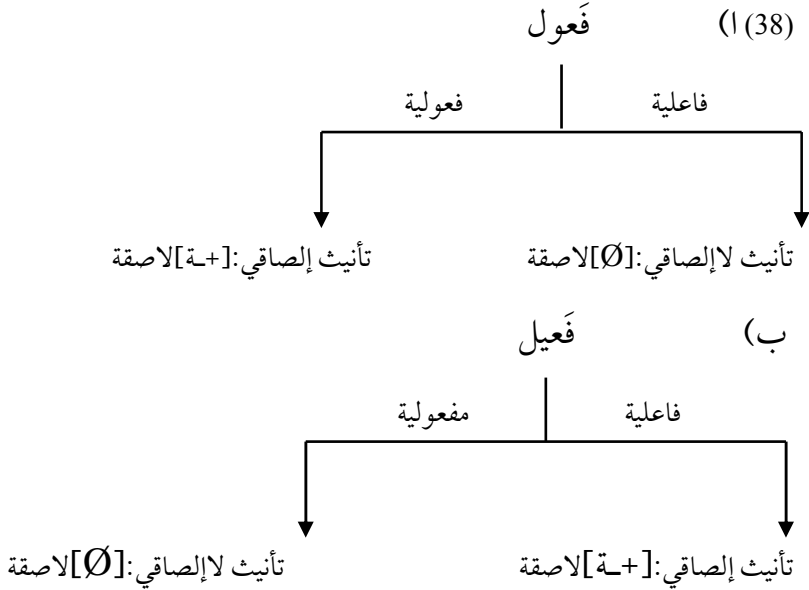 (38) ا) فَعول
فاعلية فعولية
تأنيث لاإلصاقي:[Ø]لاصقة تأنيث إلصاقي:[+ـة]لاصقة
ب) فَعيل
فاعلية مفعولية
تأنيث إلصاقي:[+ـة]لاصقة تأنيث لاإلصاقي:[Ø]لاصقة